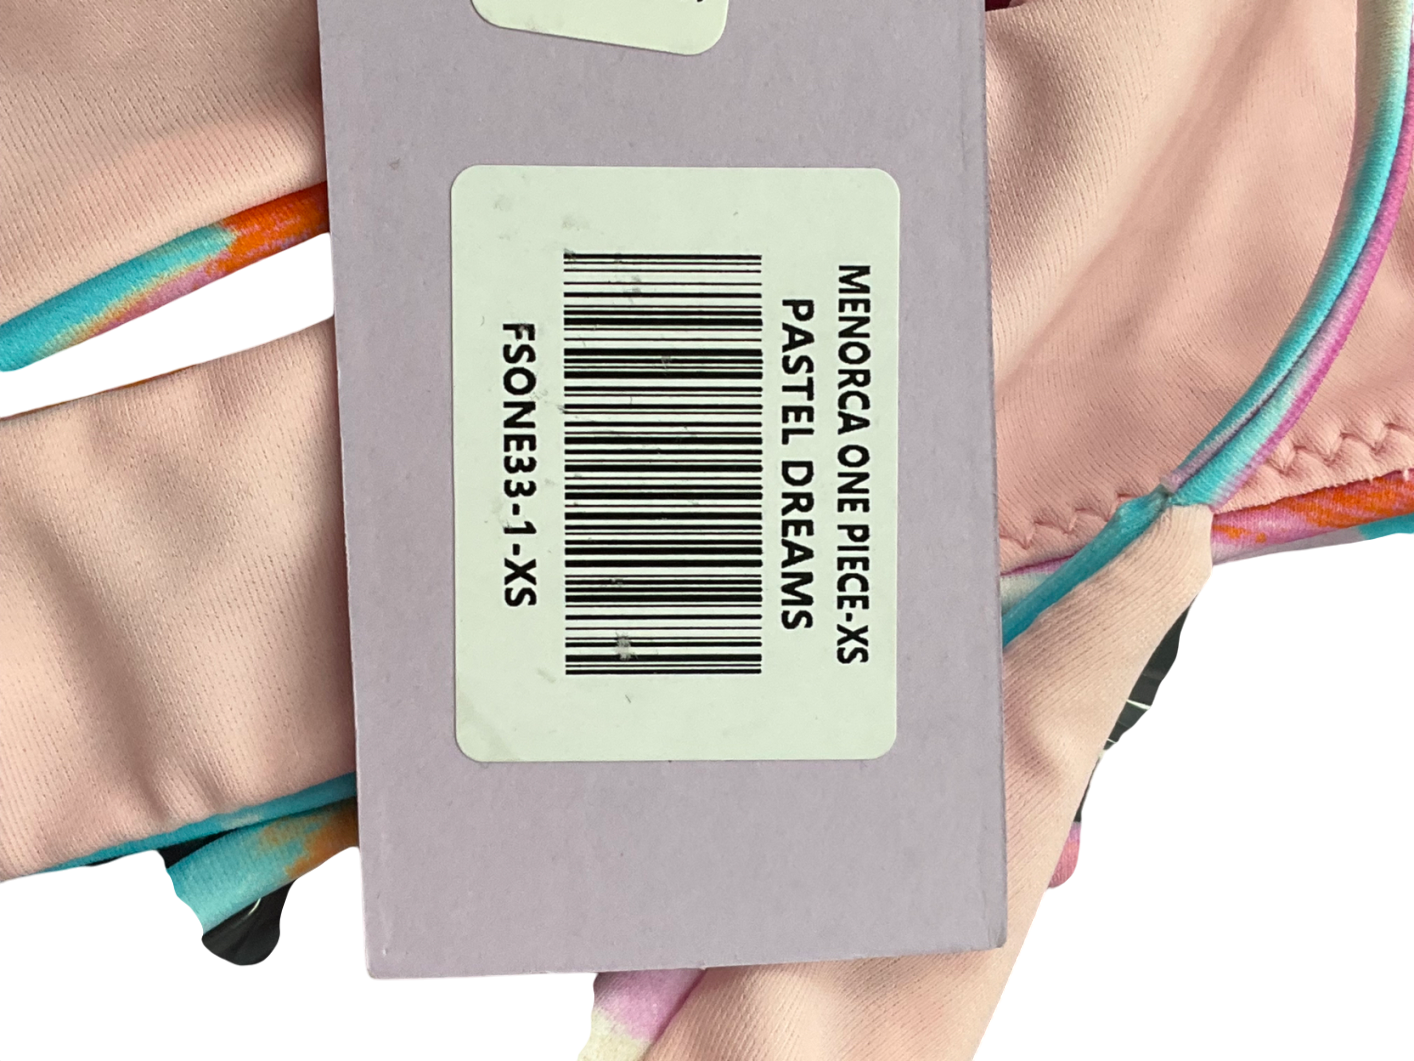 MENORCA ONE PIECE-XS
PASTEL DREAMS
FSONE33-1-XS